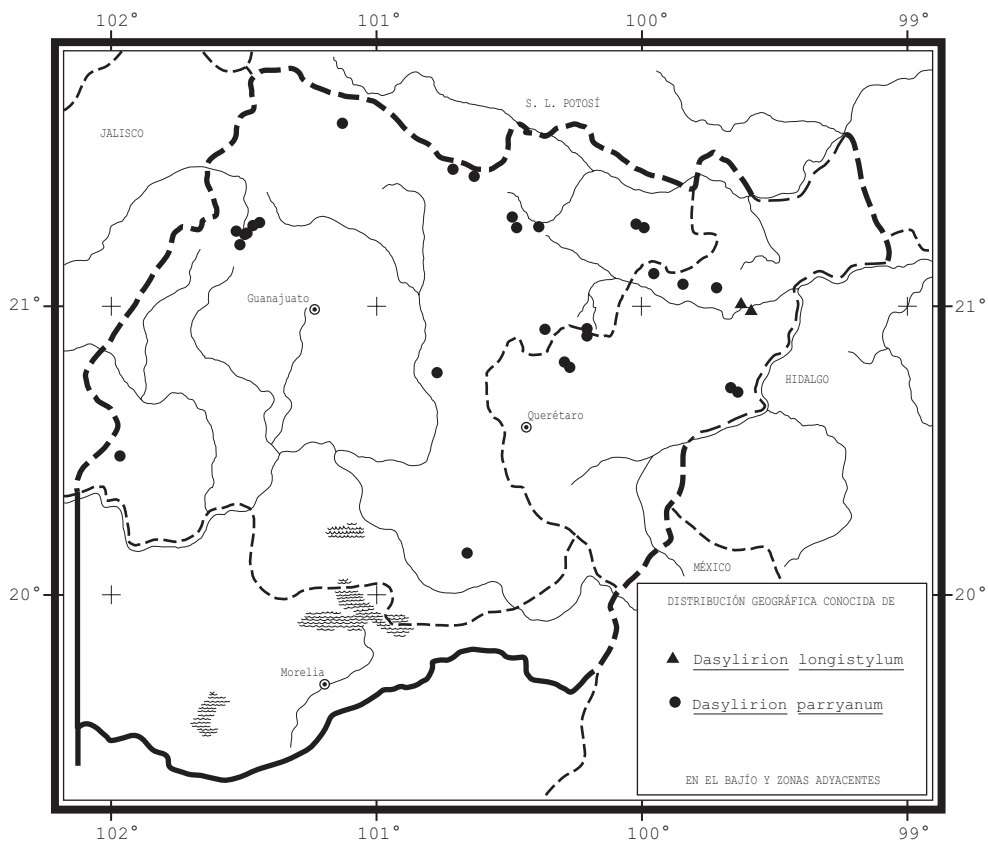 102° 101° 100° 99°
S. L. POTOSÍ
JALISCO
Guanajuato
21° 21°
HIDALGO
Querétaro
MÉXICO
20° 20°
DISTRIBUCIÓN GEOGRÁFICA CONOCIDA DE
Dasylirion longistylum
Morelia
Dasylirion parryanum
EN EL BAJÍO Y ZONAS ADYACENTES
102° 101° 100° 99°